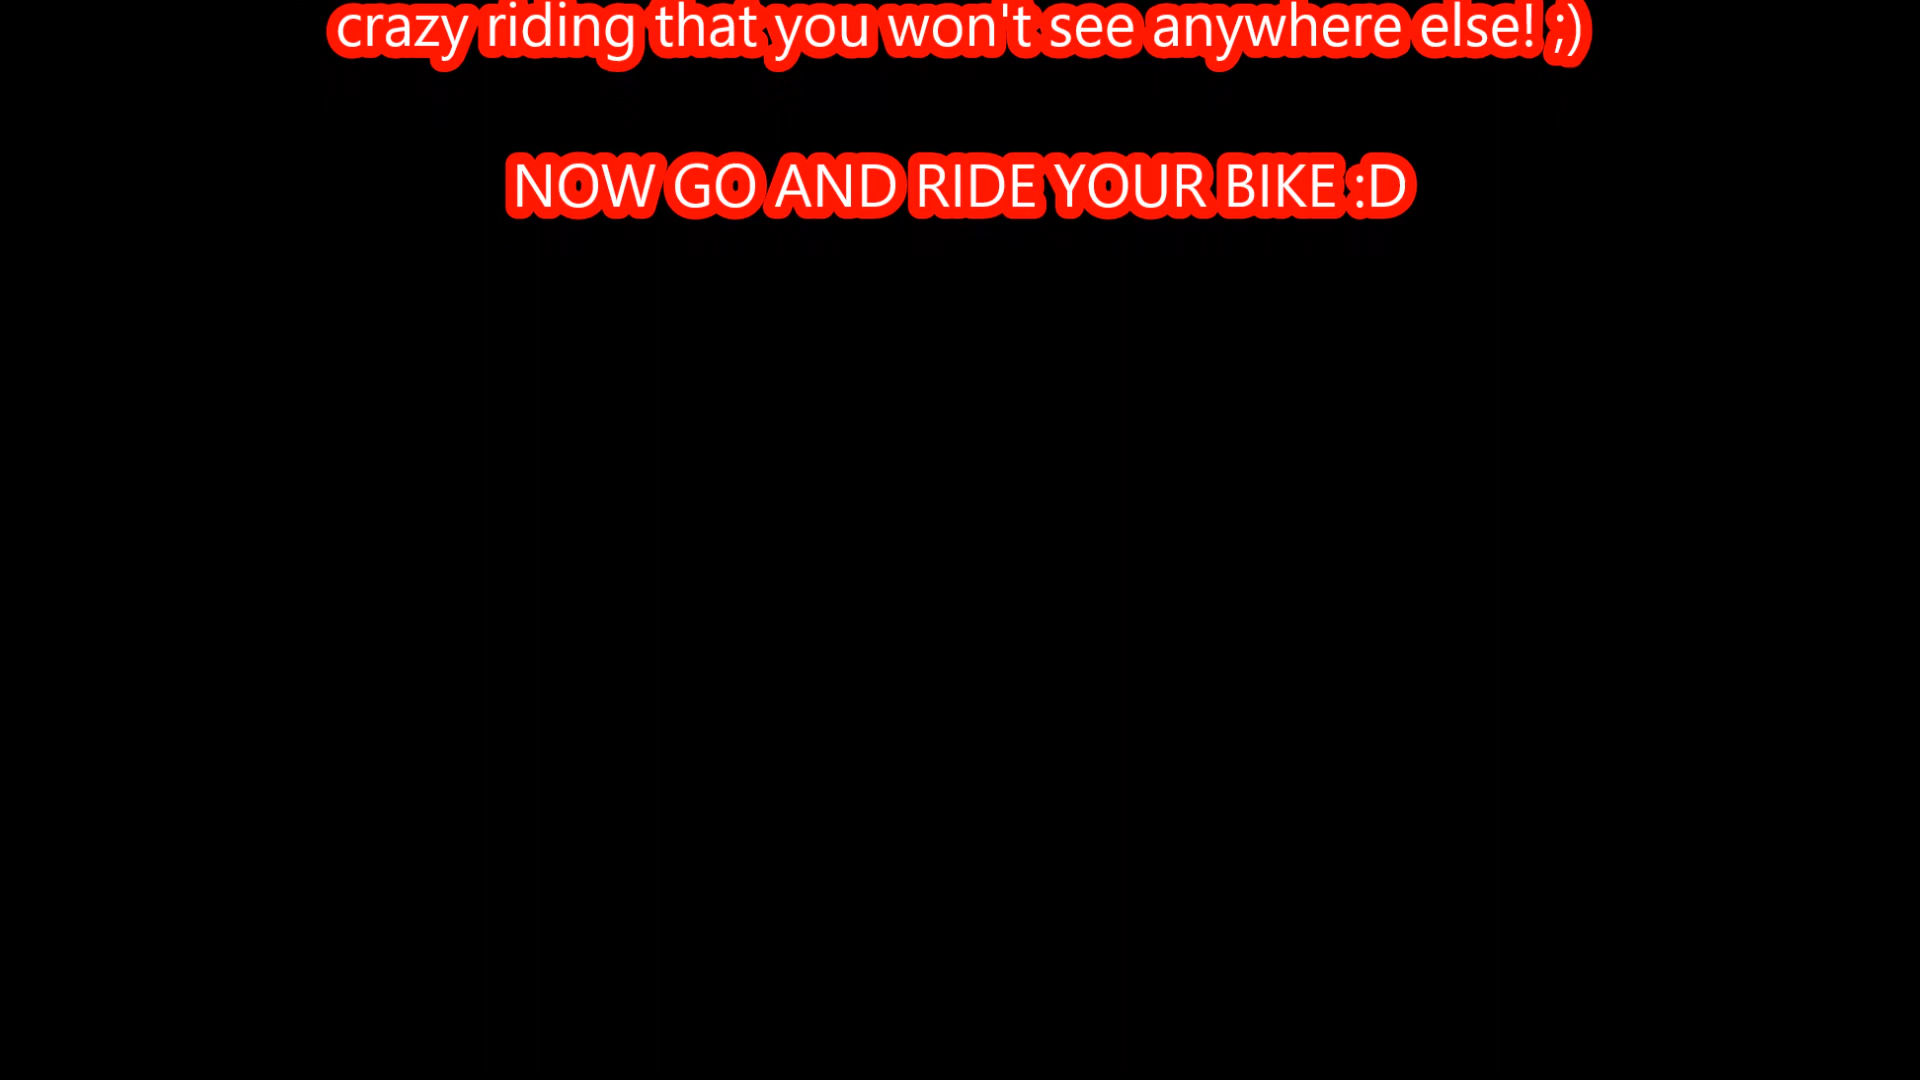 crazy riding that you won't see anywhere else! ;)
NOW GO AND RIDE YOUR BIKE :D